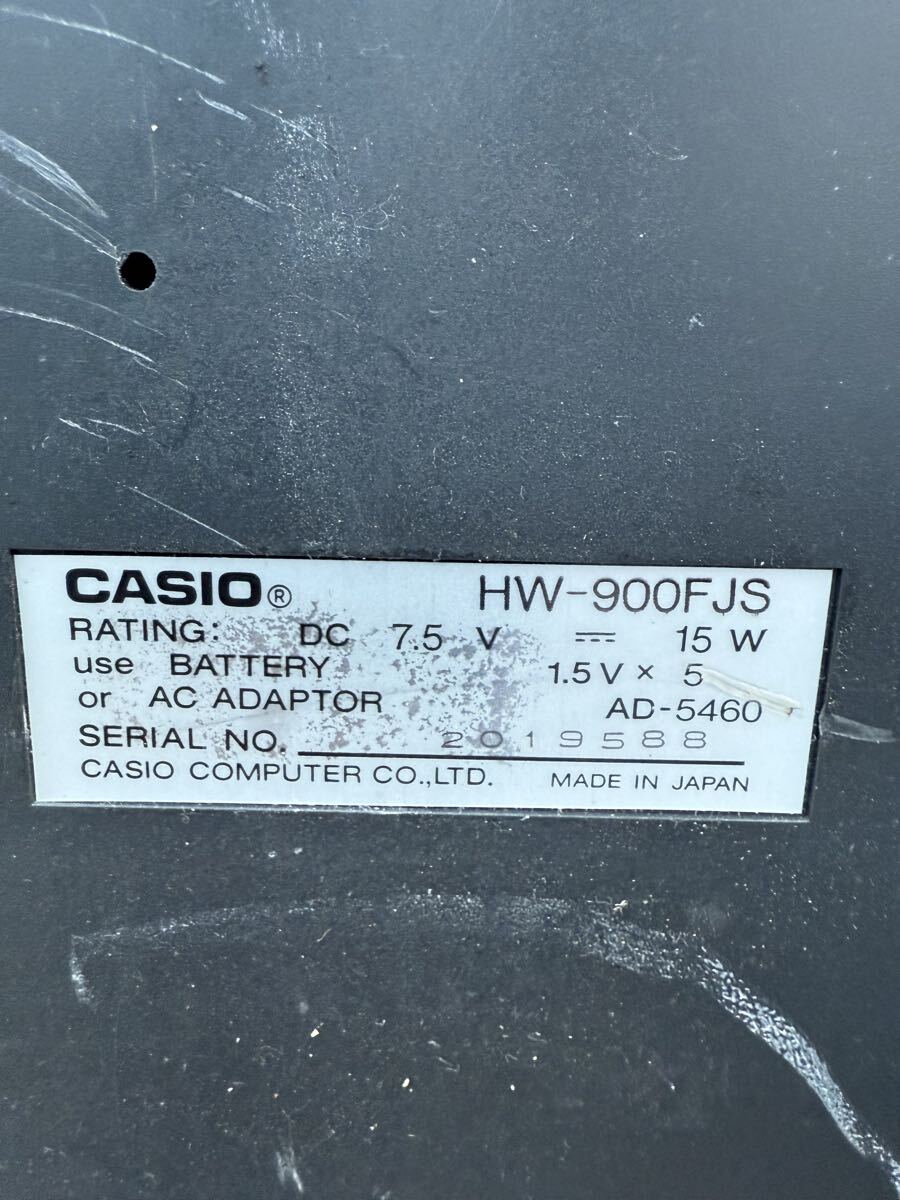 CASIO® HW-900FJS
RATING: DC 7.5 V ⎓ 15 W
use BATTERY 1.5 V × 5
or AC ADAPTOR AD-5460
SERIAL NO. 2019588
CASIO COMPUTER CO.,LTD. MADE IN JAPAN